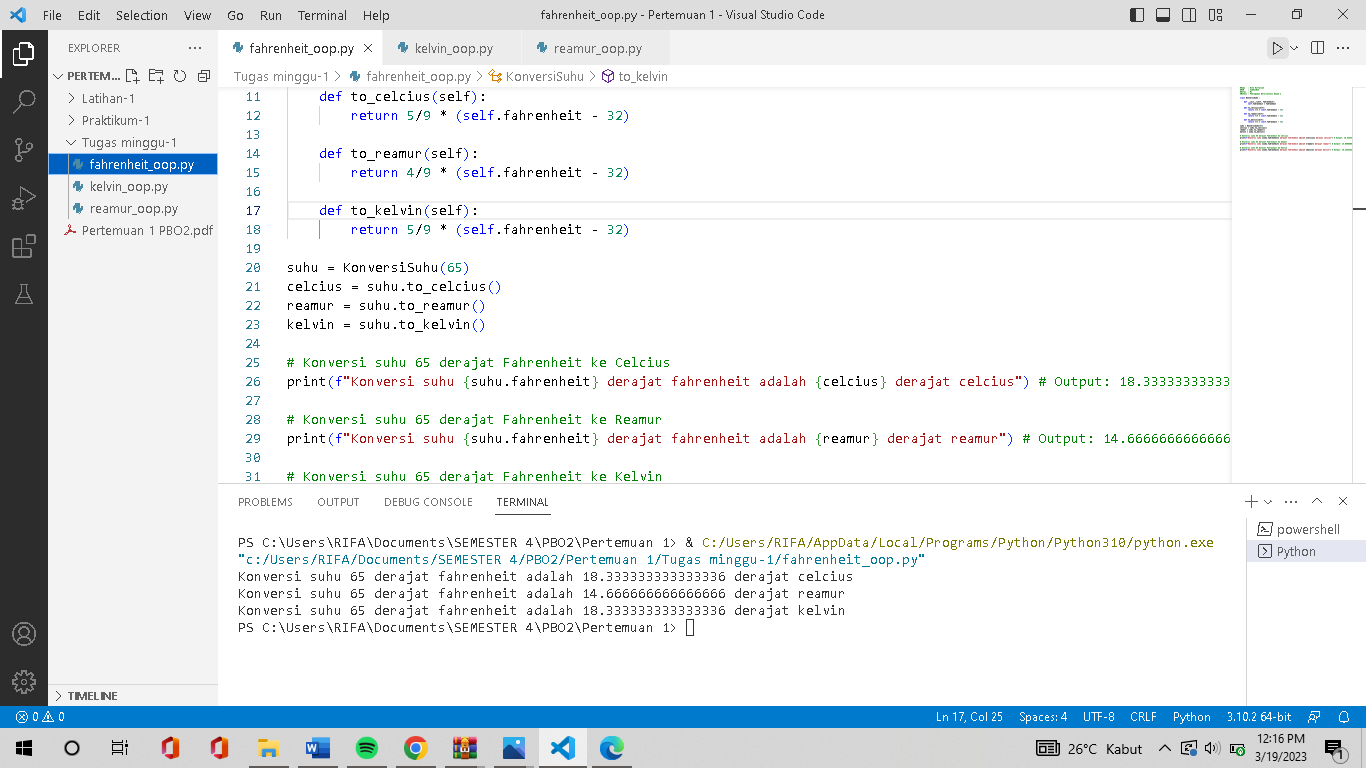 File Edit Selection View Go Run Terminal Help fahrenheit_oop.py - Pertemuan 1 - Visual Studio Code
EXPLORER
PERTEM...
Latihan-1
Praktikum-1
Tugas minggu-1
fahrenheit_oop.py
kelvin_oop.py
reamur_oop.py
Pertemuan 1 PBO2.pdf
TIMELINE
fahrenheit_oop.py kelvin_oop.py reamur_oop.py
Tugas minggu-1 > fahrenheit_oop.py > KonversiSuhu > to_kelvin
11 def to_celcius(self):
12 return 5/9 * (self.fahrenheit - 32)
13
14 def to_reamur(self):
15 return 4/9 * (self.fahrenheit - 32)
16
17 def to_kelvin(self):
18 return 5/9 * (self.fahrenheit - 32)
19
20 suhu = KonversiSuhu(65)
21 celcius = suhu.to_celcius()
22 reamur = suhu.to_reamur()
23 kelvin = suhu.to_kelvin()
24
25 # Konversi suhu 65 derajat Fahrenheit ke Celcius
26 print(f"Konversi suhu {suhu.fahrenheit} derajat fahrenheit adalah {celcius} derajat celcius") # Output: 18.33333333333
27
28 # Konversi suhu 65 derajat Fahrenheit ke Reamur
29 print(f"Konversi suhu {suhu.fahrenheit} derajat fahrenheit adalah {reamur} derajat reamur") # Output: 14.6666666666666
30
31 # Konversi suhu 65 derajat Fahrenheit ke Kelvin
PROBLEMS OUTPUT DEBUG CONSOLE TERMINAL
PS C:\Users\RIFA\Documents\SEMESTER 4\PBO2\Pertemuan 1> & C:/Users/RIFA/AppData/Local/Programs/Python/Python310/python.exe
"c:/Users/RIFA/Documents/SEMESTER 4/PBO2/Pertemuan 1/Tugas minggu-1/fahrenheit_oop.py"
Konversi suhu 65 derajat fahrenheit adalah 18.333333333333336 derajat celcius
Konversi suhu 65 derajat fahrenheit adalah 14.666666666666666 derajat reamur
Konversi suhu 65 derajat fahrenheit adalah 18.333333333333336 derajat kelvin
PS C:\Users\RIFA\Documents\SEMESTER 4\PBO2\Pertemuan 1>
powershell
Python
0 0 Ln 17, Col 25 Spaces: 4 UTF-8 CRLF Python 3.10.2 64-bit
26°C Kabut 12:16 PM
3/19/2023 1